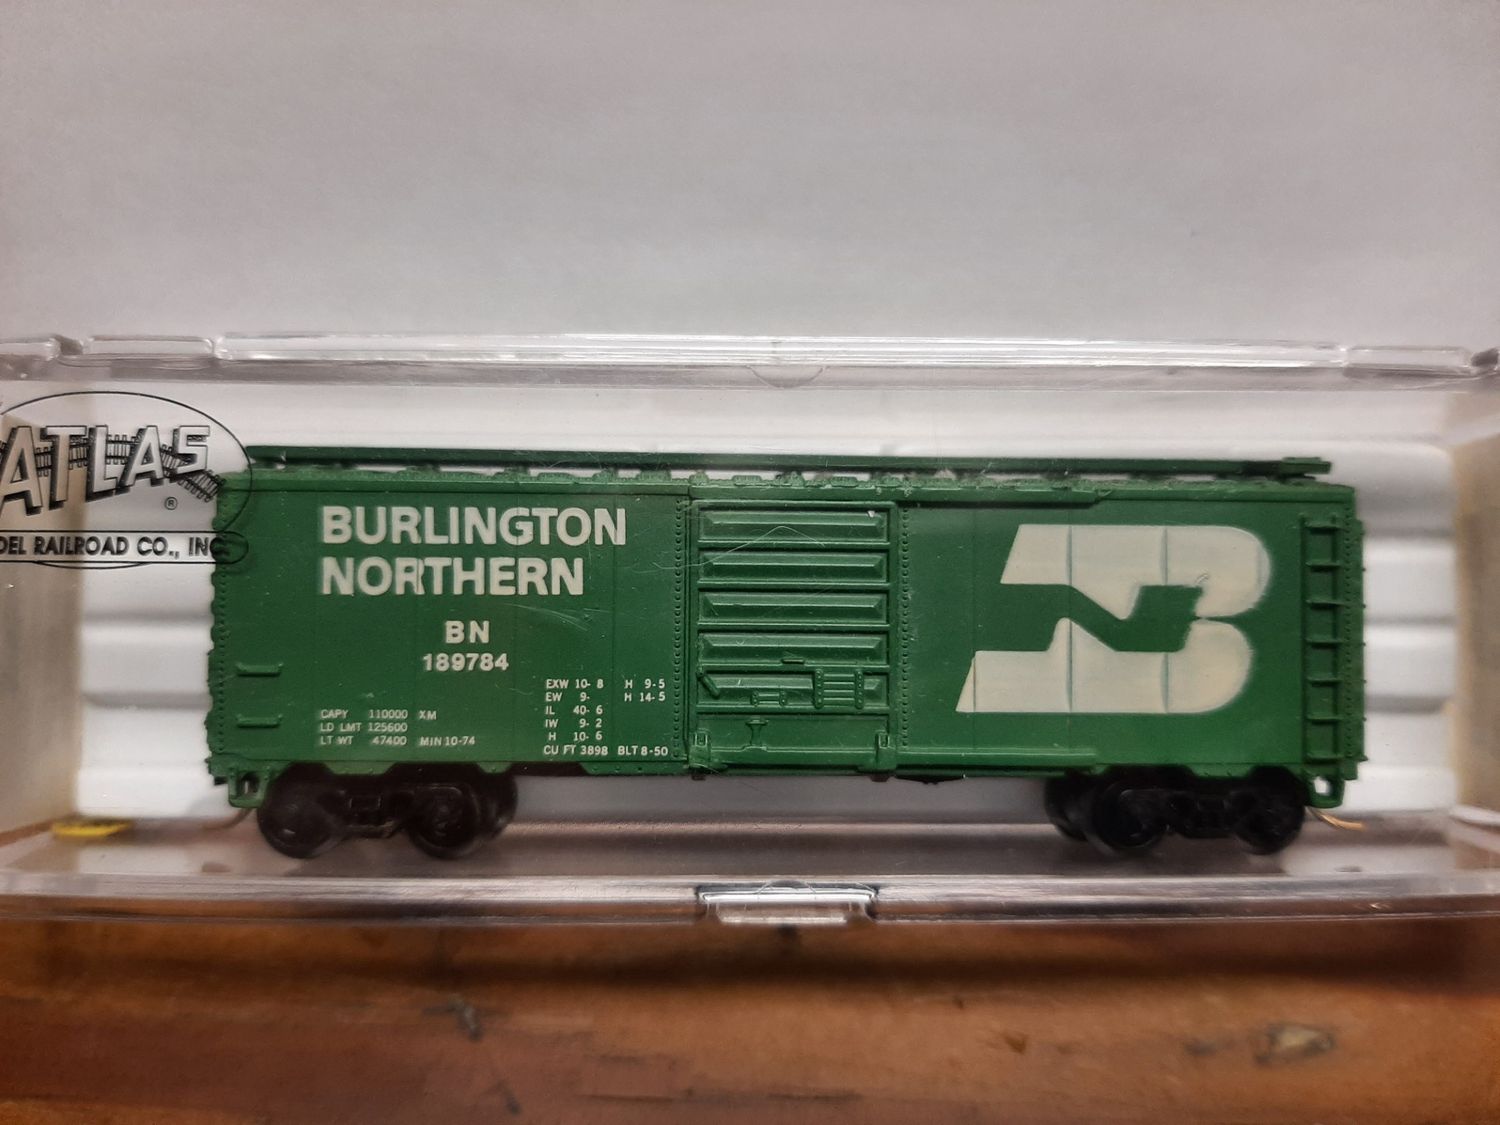 ATLAS
®
DEL RAILROAD CO., INC.
BURLINGTON
NORTHERN
BN
189784
EXW 10- 8 H 9-5
EW 9- H 14-5
IL 40- 6
IW 9- 2
H 10- 6
CU FT 3898 BLT 8-50
CAPY 110000 XM
LD LMT 125600
LT WT 47400 MIN 10-74